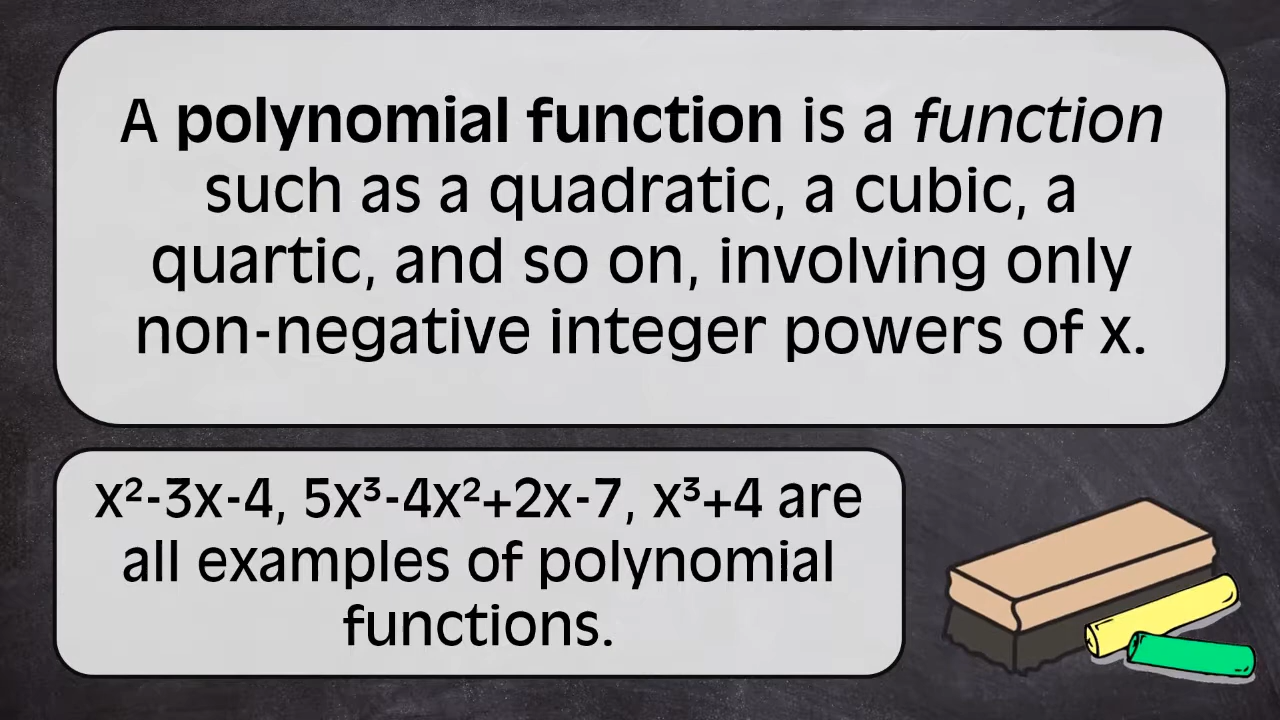 A polynomial function is a function
such as a quadratic, a cubic, a
quartic, and so on, involving only
non-negative integer powers of x.
x²-3x-4, 5x³-4x²+2x-7, x³+4 are
all examples of polynomial
functions.